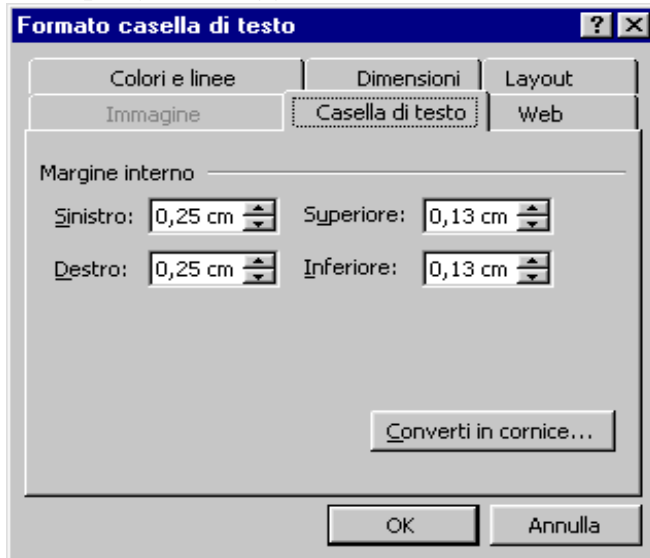 Formato casella di testo
Colori e linee Dimensioni Layout
Immagine Casella di testo Web
Margine interno
Sinistro: 0,25 cm Superiore: 0,13 cm
Destro: 0,25 cm Inferiore: 0,13 cm
Converti in cornice...
OK Annulla